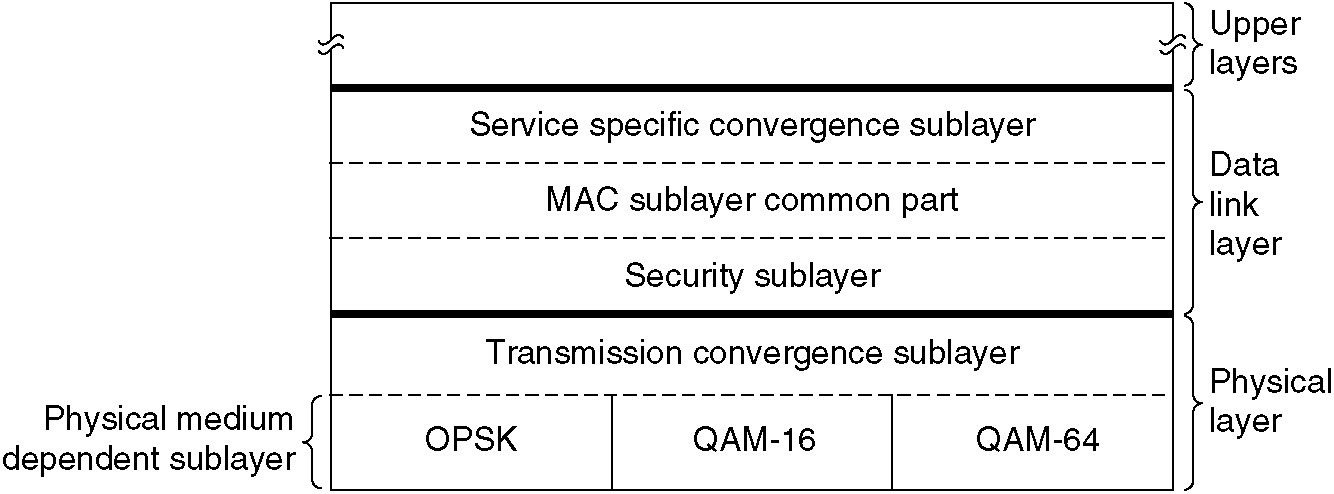 Upper
layers
Service specific convergence sublayer
MAC sublayer common part
Security sublayer
Data
link
layer
Transmission convergence sublayer
Physical
layer
Physical medium
dependent sublayer
OPSK
QAM-16
QAM-64